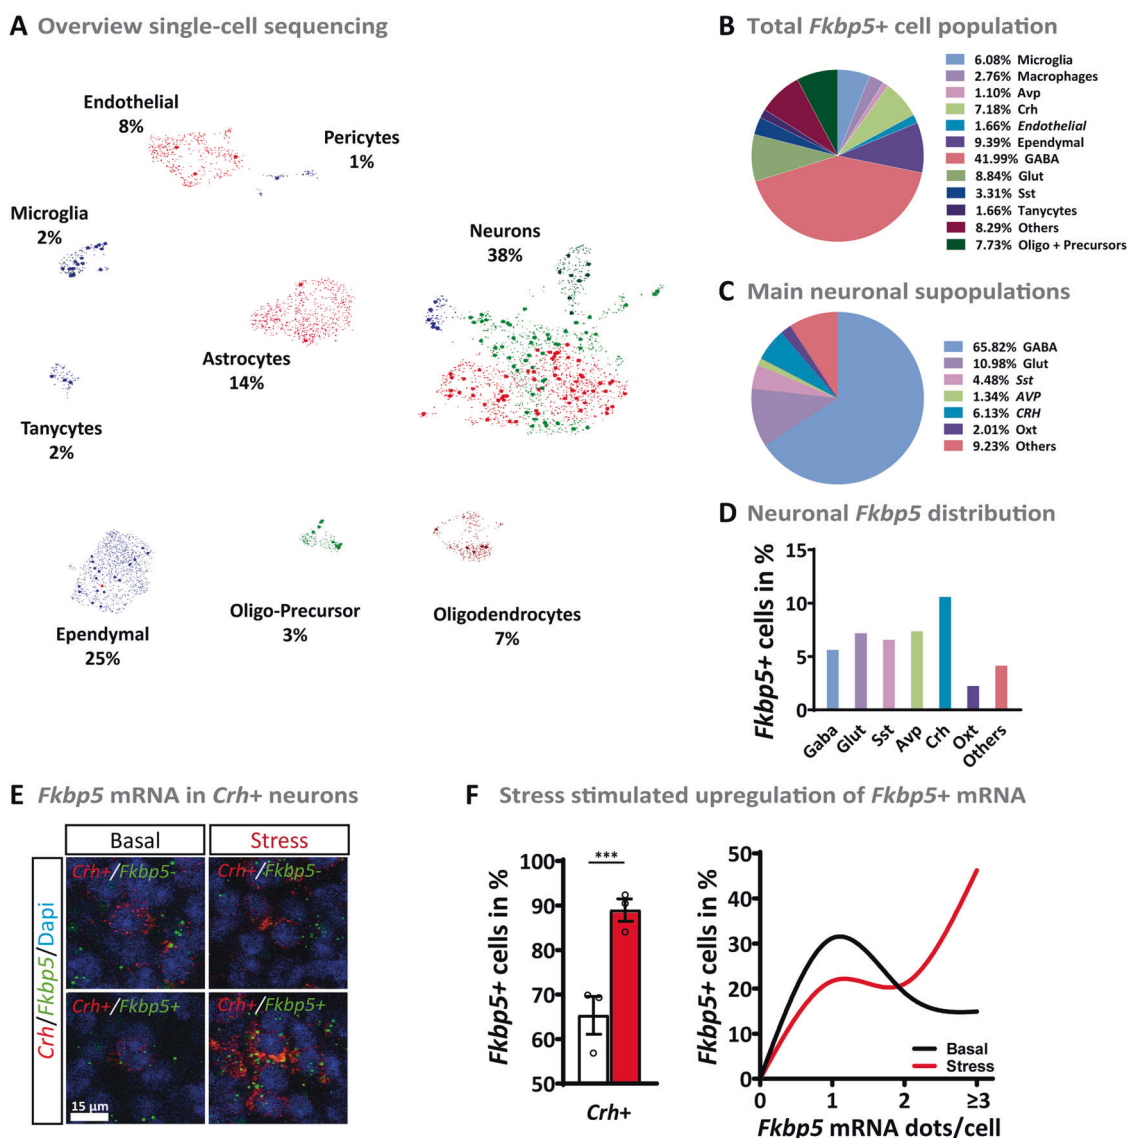 A Overview single-cell sequencing
Endothelial
8%
Pericytes
1%
Microglia
2%
Neurons
38%
Astrocytes
14%
Tanycytes
2%
Ependymal
25%
Oligo-Precursor
3%
Oligodendrocytes
7%
B Total Fkbp5+ cell population
6.08% Microglia
2.76% Macrophages
1.10% Avp
7.18% Crh
1.66% Endothelial
9.39% Ependymal
41.99% GABA
8.84% Glut
3.31% Sst
1.66% Tanycytes
8.29% Others
7.73% Oligo + Precursors
C Main neuronal supopulations
65.82% GABA
10.98% Glut
4.48% Sst
1.34% AVP
6.13% CRH
2.01% Oxt
9.23% Others
D Neuronal Fkbp5 distribution
Fkbp5+ cells in %
15
10
5
0
Gaba
Glut
Sst
Avp
Crh
Oxt
Others
E Fkbp5 mRNA in Crh+ neurons
Basal
Stress
Crh/Fkbp5/Dapi
Crh+/Fkbp5-
Crh+/Fkbp5-
Crh+/Fkbp5+
Crh+/Fkbp5+
15 µm
F Stress stimulated upregulation of Fkbp5+ mRNA
Fkbp5+ cells in %
100
90
80
70
60
50
***
Crh+
Fkbp5+ cells in %
50
40
30
20
10
0
Basal
Stress
0
1
2
≥3
Fkbp5 mRNA dots/cell